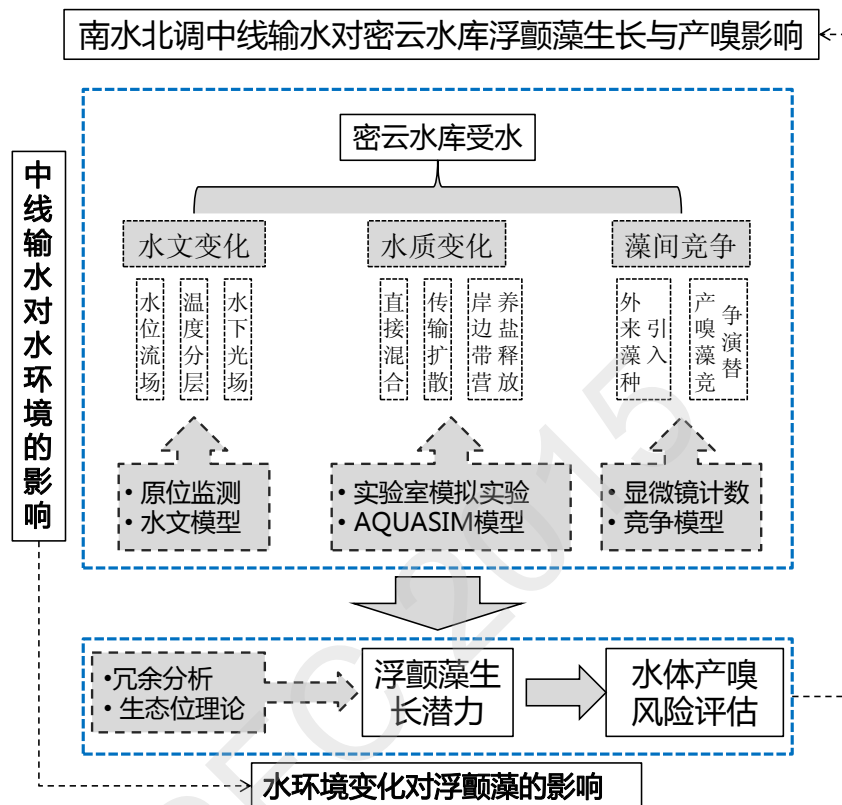 南水北调中线输水对密云水库浮颤藻生长与产嗅影响
密云水库受水
中线输水对水环境的影响
水文变化
水质变化
藻间竞争
水位流场
温度分层
水下光场
直接混合
传输扩散
岸边带营
养盐释放
外来藻种
引入
产嗅藻竞
争演替
• 原位监测
• 水文模型
• 实验室模拟实验
• AQUASIM模型
• 显微镜计数
• 竞争模型
•冗余分析
• 生态位理论
浮颤藻生
长潜力
水体产嗅
风险评估
水环境变化对浮颤藻的影响
FC 2015